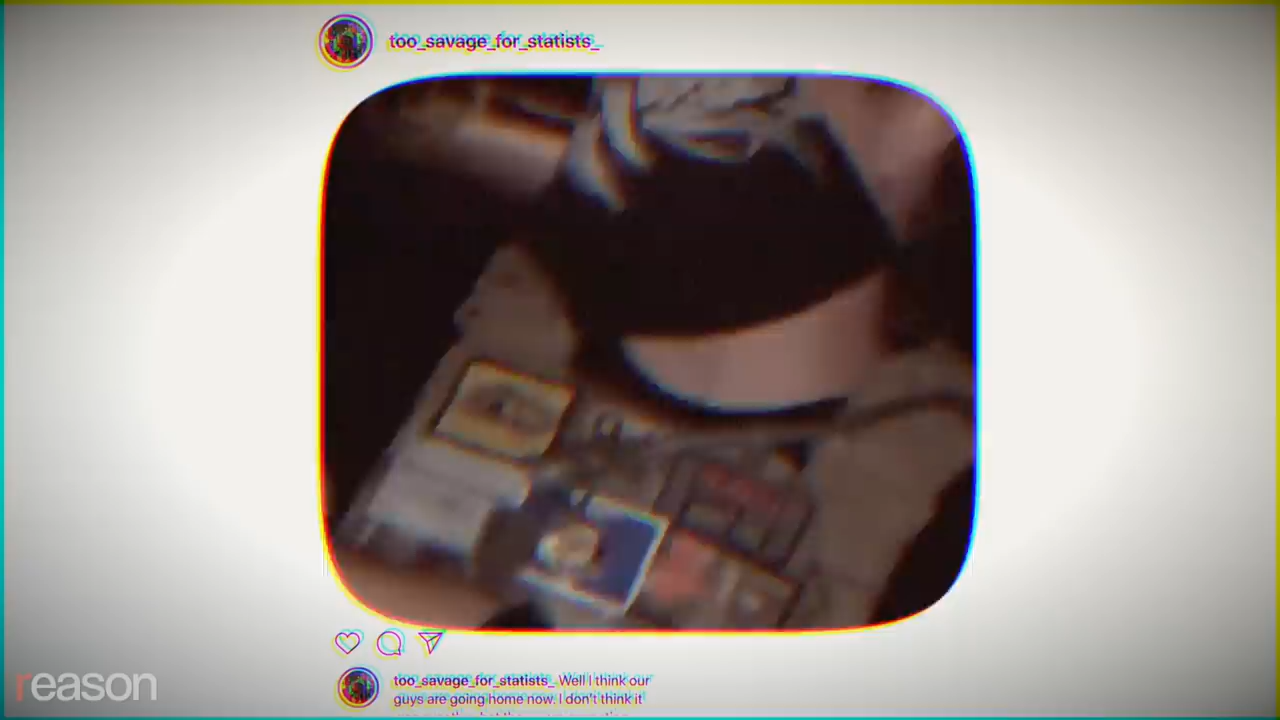 too_savage_for_statists_
too_savage_for_statists_ Well I think our
guys are going home now. I don't think it
reason